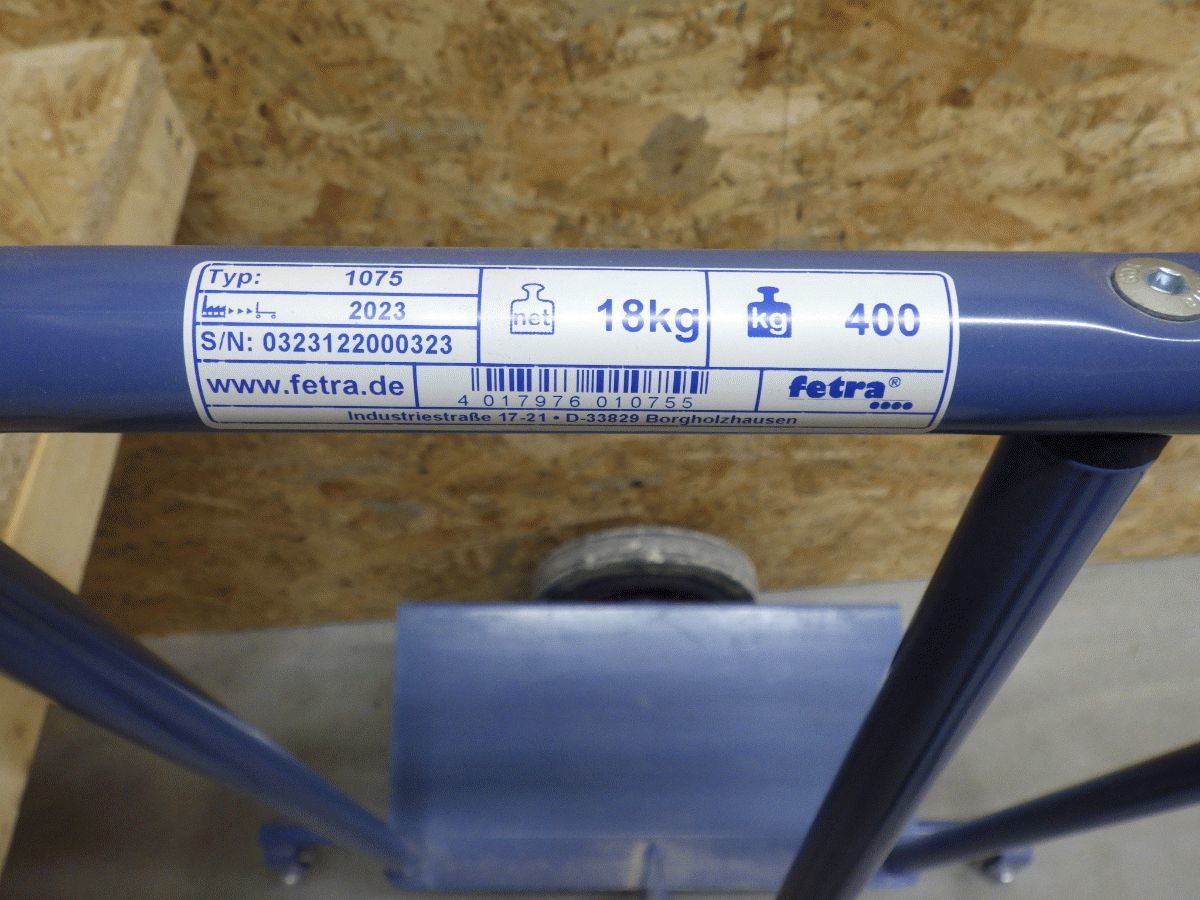 Typ: 1075
2023
S/N: 0323122000323
net 18kg
kg 400
www.fetra.de
4 017976 010755
fetra®
Industriestraße 17-21 • D-33829 Borgholzhausen